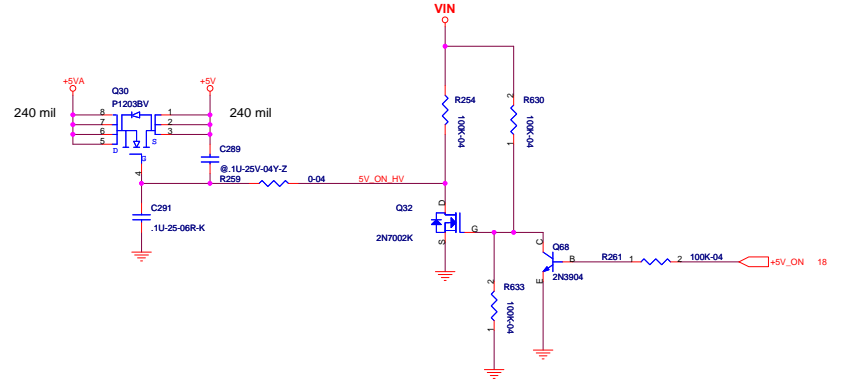 VIN
+5VA
+5V
Q30
P1203BV
240 mil
240 mil
8
7
6
5
1
2
3
D
S
G
4
C289
@.1U-25V-04Y-Z
R259
0-04
5V_ON_HV
C291
.1U-25-06R-K
R254
100K-04
2
R630
100K-04
1
Q32
D
G
S
2N7002K
C
Q68
B
E
2N3904
R261
1
2
100K-04
+5V_ON
18
2
R633
100K-04
1